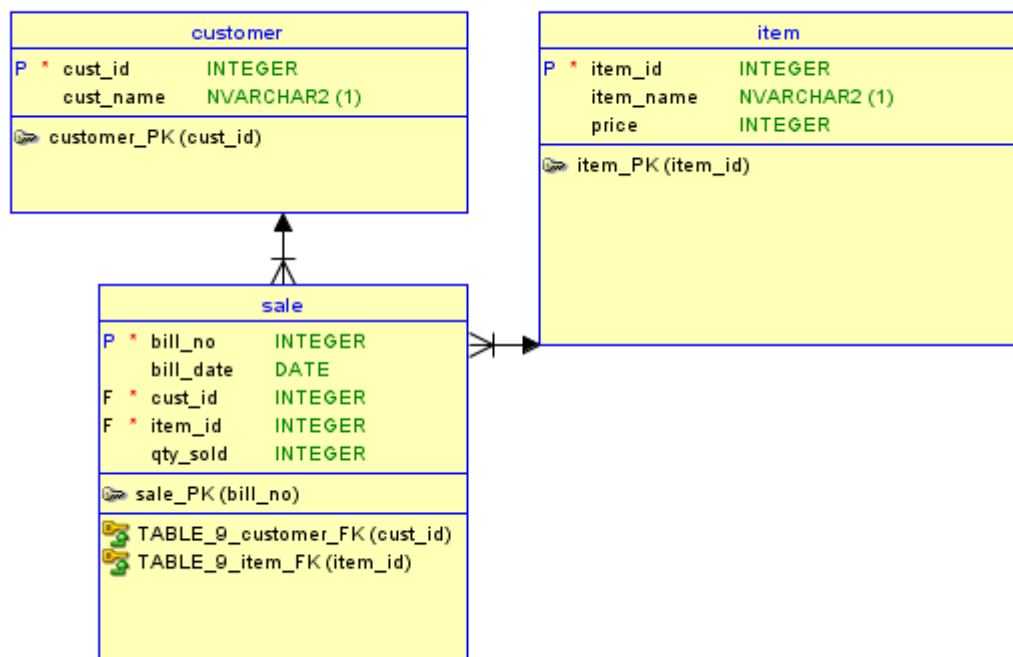 customer
P * cust_id INTEGER
cust_name NVARCHAR2 (1)
customer_PK (cust_id)
item
P * item_id INTEGER
item_name NVARCHAR2 (1)
price INTEGER
item_PK (item_id)
sale
P * bill_no INTEGER
bill_date DATE
F * cust_id INTEGER
F * item_id INTEGER
qty_sold INTEGER
sale_PK (bill_no)
TABLE_9_customer_FK (cust_id)
TABLE_9_item_FK (item_id)